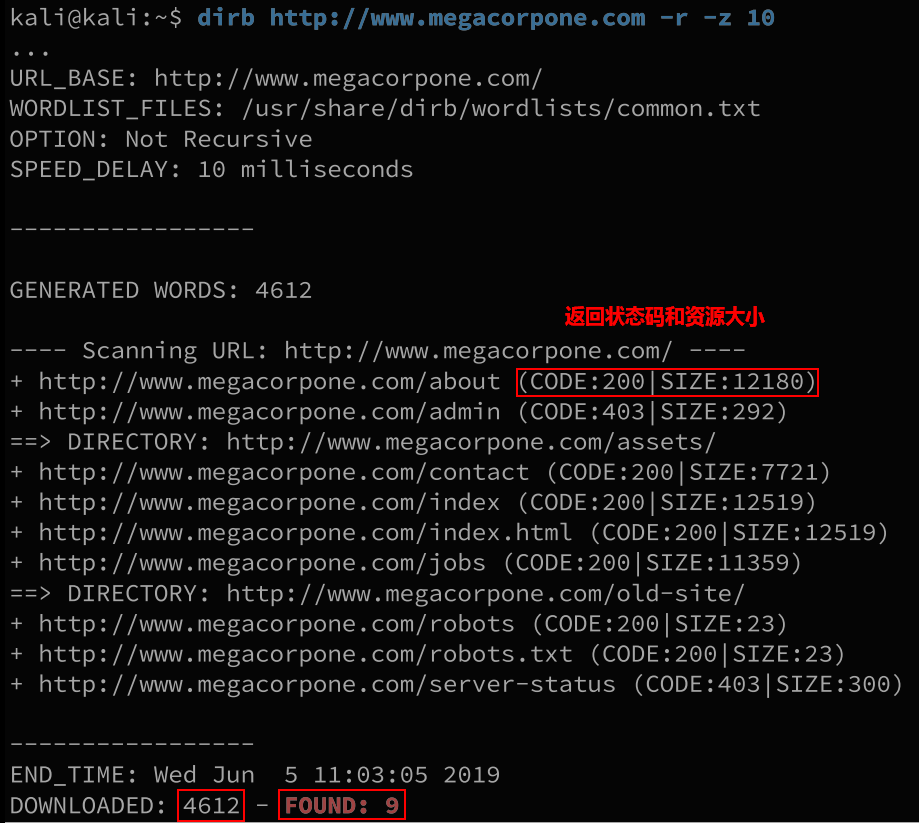 kali@kali:~$ dirb http://www.megacorpone.com -r -z 10
...
URL_BASE: http://www.megacorpone.com/
WORDLIST_FILES: /usr/share/dirb/wordlists/common.txt
OPTION: Not Recursive
SPEED_DELAY: 10 milliseconds
-----------------
GENERATED WORDS: 4612
返回状态码和资源大小
---- Scanning URL: http://www.megacorpone.com/ ----
+ http://www.megacorpone.com/about (CODE:200|SIZE:12180)
+ http://www.megacorpone.com/admin (CODE:403|SIZE:292)
==> DIRECTORY: http://www.megacorpone.com/assets/
+ http://www.megacorpone.com/contact (CODE:200|SIZE:7721)
+ http://www.megacorpone.com/index (CODE:200|SIZE:12519)
+ http://www.megacorpone.com/index.html (CODE:200|SIZE:12519)
+ http://www.megacorpone.com/jobs (CODE:200|SIZE:11359)
==> DIRECTORY: http://www.megacorpone.com/old-site/
+ http://www.megacorpone.com/robots (CODE:200|SIZE:23)
+ http://www.megacorpone.com/robots.txt (CODE:200|SIZE:23)
+ http://www.megacorpone.com/server-status (CODE:403|SIZE:300)
-----------------
END_TIME: Wed Jun  5 11:03:05 2019
DOWNLOADED: 4612 - FOUND: 9